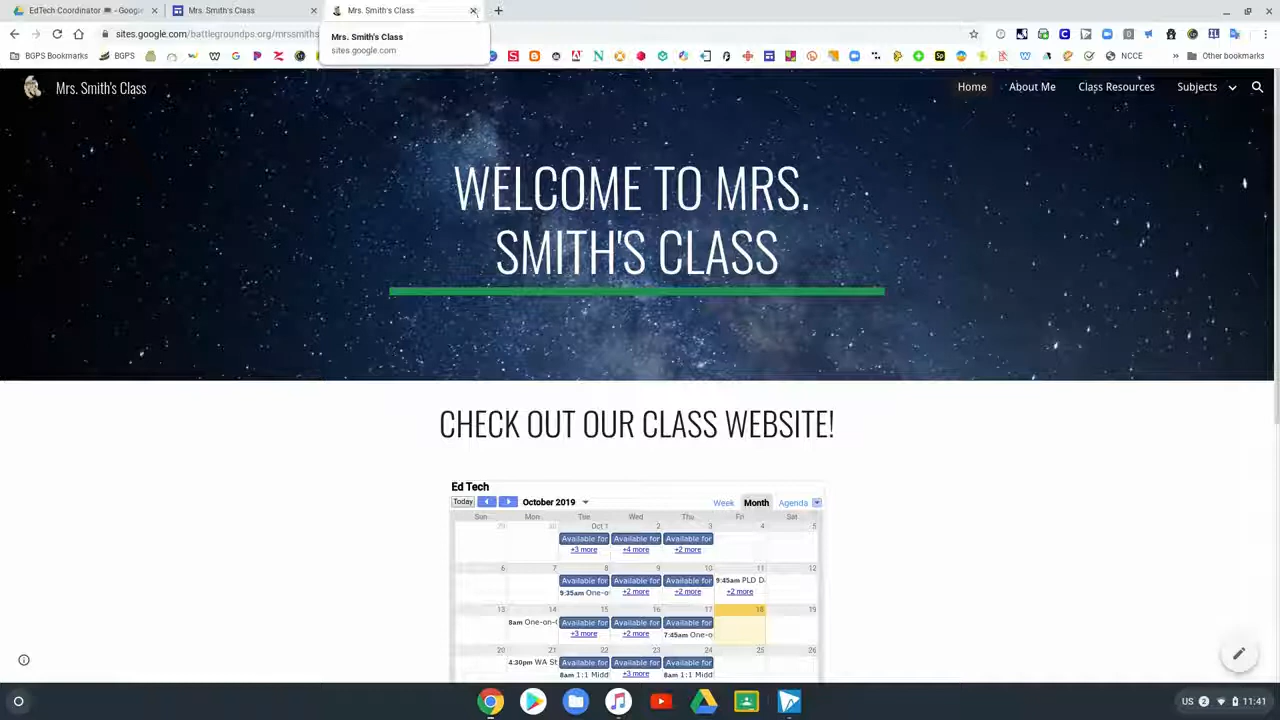 EdTech Coordinator
- Google
Mrs. Smith's Class
Mrs. Smith's Class
sites.google.com/battlegroundps.org/mrssmiths
Mrs. Smith's Class
sites.google.com
BGPS Bookmarks
BGPS
NCCE
Other bookmarks
Mrs. Smith's Class
Home
About Me
Class Resources
Subjects
WELCOME TO MRS.
SMITH'S CLASS
CHECK OUT OUR CLASS WEBSITE!
Ed Tech
Today
October 2019
Week
Month
Agenda
Sun Mon Tue Wed Thu Fri Sat
29 30 Oct 1 2 3 4 5
Available for Available for Available for
+3 more +4 more +2 more
6 7 8 9 10 11 12
Available for Available for Available for 9:45am PLD D
9:35am One-o +2 more +2 more +2 more
13 14 15 16 17 18 19
8am One-on-( Available for Available for Available for
+3 more +2 more 7:45am One-o
20 21 22 23 24 25 26
4:30pm WA St Available for Available for Available for
8am 1:1 Midd +3 more 8am 1:1 Midd
US 2 11:41